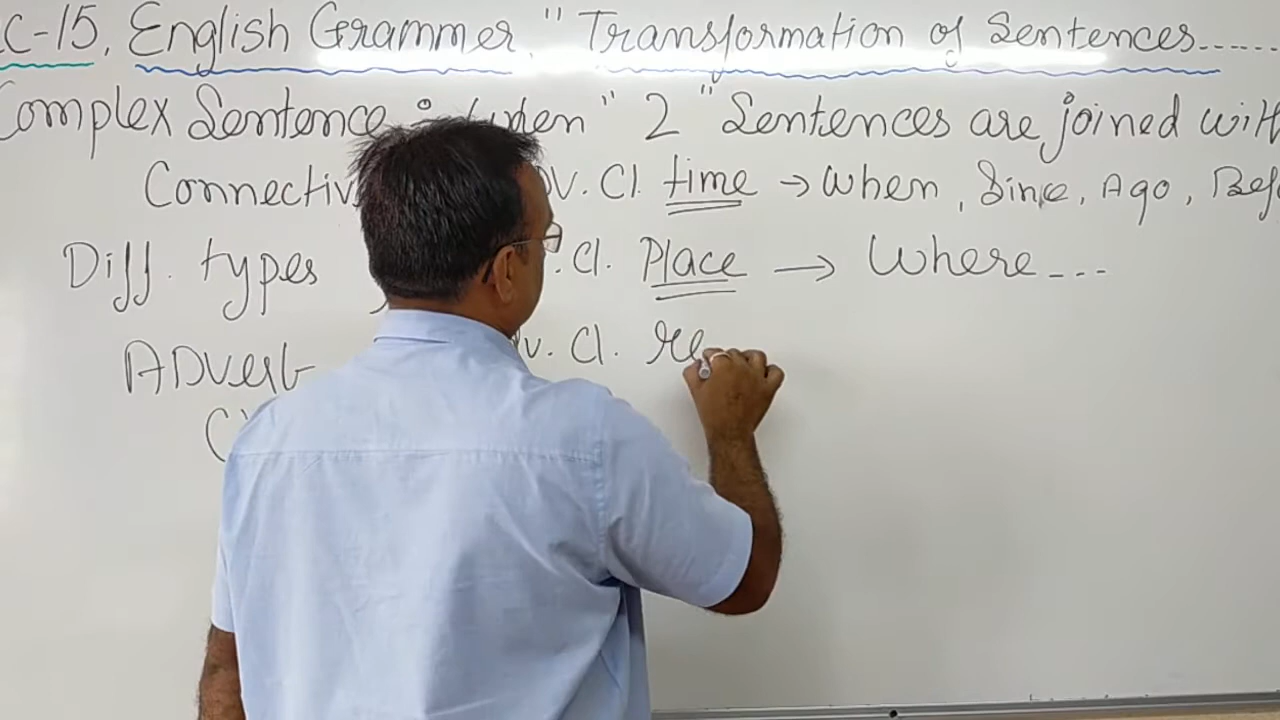 C-15, English Grammer, " Transformation of Sentences......
Complex Sentence : when " 2 " Sentences are joined with
Cl. time → When, Since, Ago,
Diff. types Cl. Place → Where...
Adverb Cl.